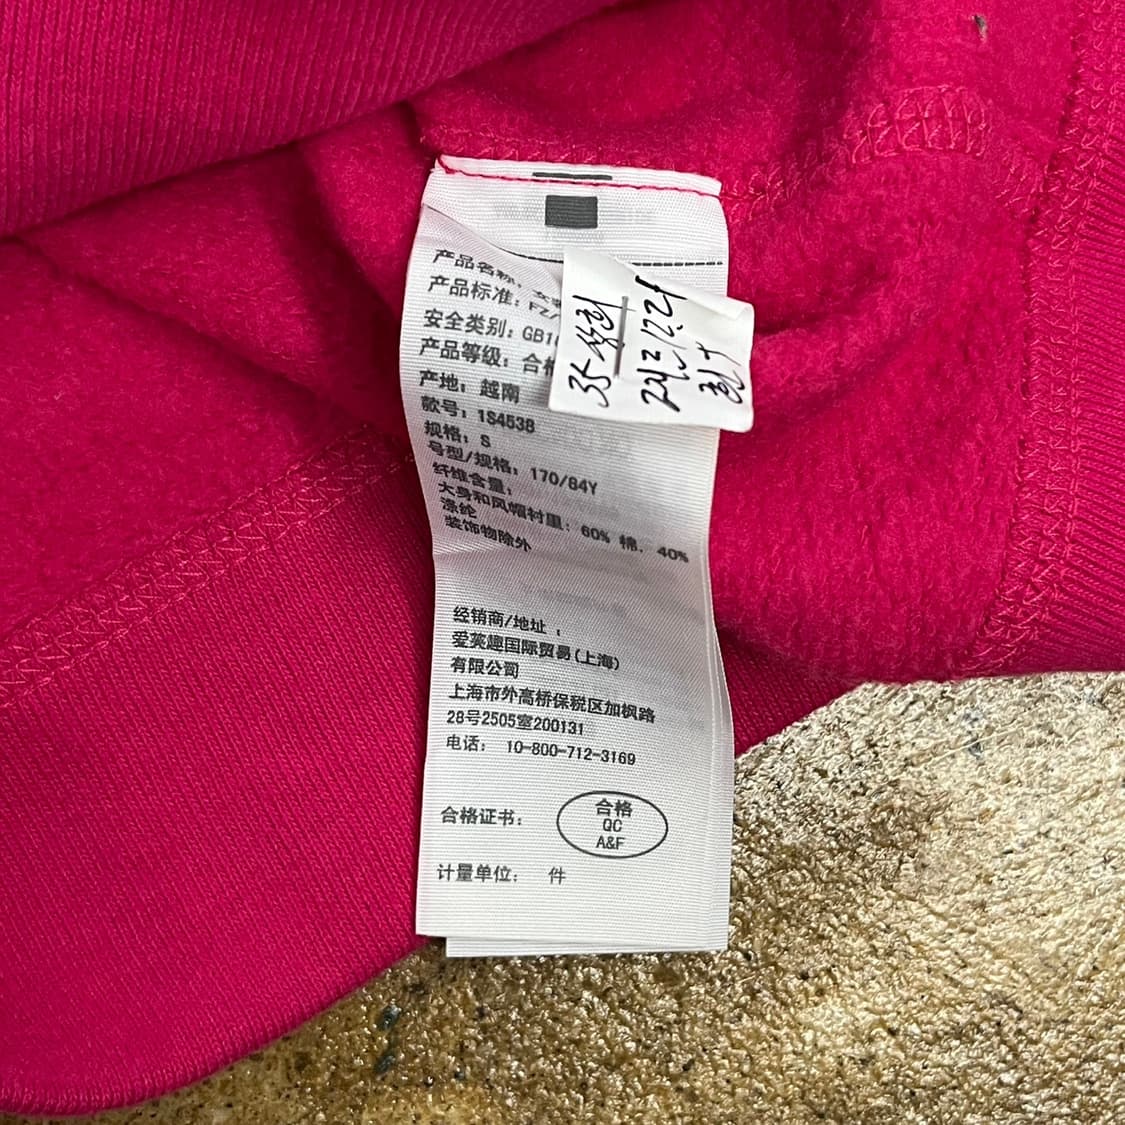 产品名称：女
产品标准：FZ/
安全类别：GB1
产品等级：合格
产地：越南
款号：1S4538
规格：S
号型/规格：170/84Y
纤维含量：
大身和风帽衬里：60% 棉，40%
涤纶
装饰物除外
经销商/地址：
爱芙趣国际贸易(上海)
有限公司
上海市外高桥保税区加枫路
28号2505室200131
电话： 10-800-712-3169
合格证书：
合格
QC
A&F
计量单位： 件